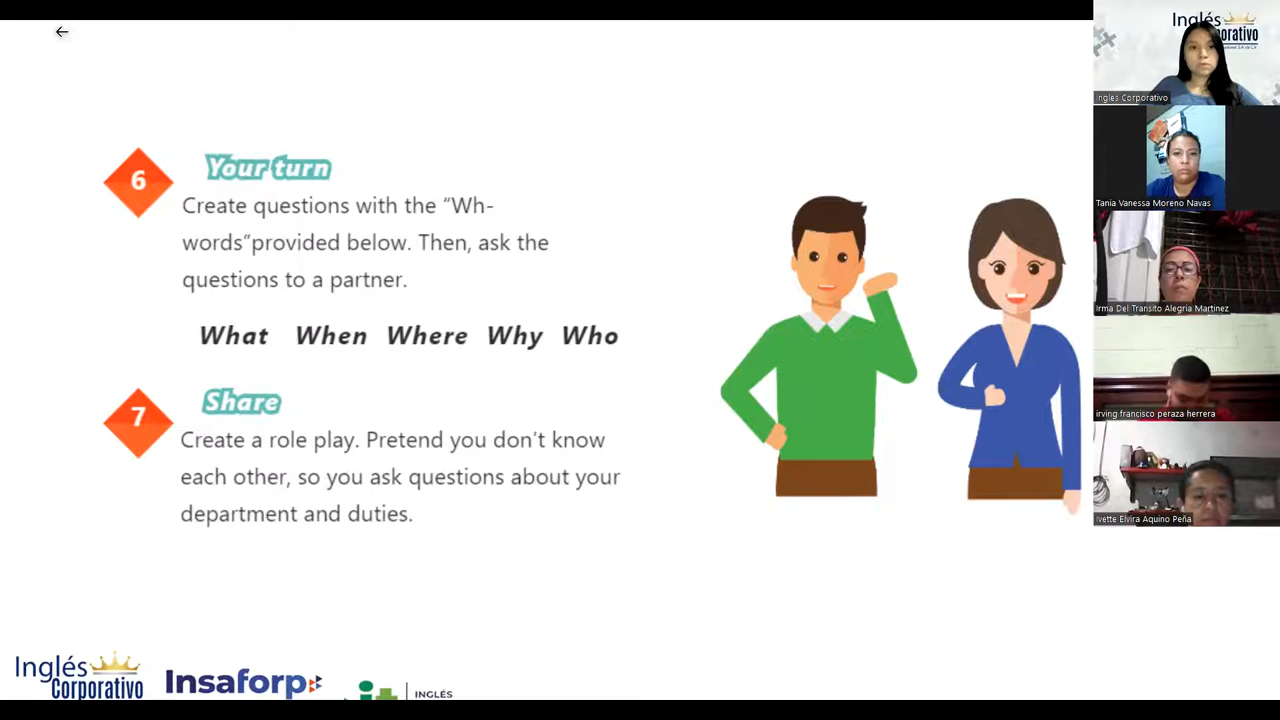 6
Your turn
Create questions with the “Wh-
words”provided below. Then, ask the
questions to a partner.
What When Where Why Who
7
Share
Create a role play. Pretend you don’t know
each other, so you ask questions about your
department and duties.
Inglés
Corporativo
Insaforp
INGLÉS
Inglés
Ingles Corporativo
Tania Vanessa Moreno Navas
Irma Del Transito Alegria Martinez
irving francisco peraza herrera
Ivette Elvira Aquino Peña